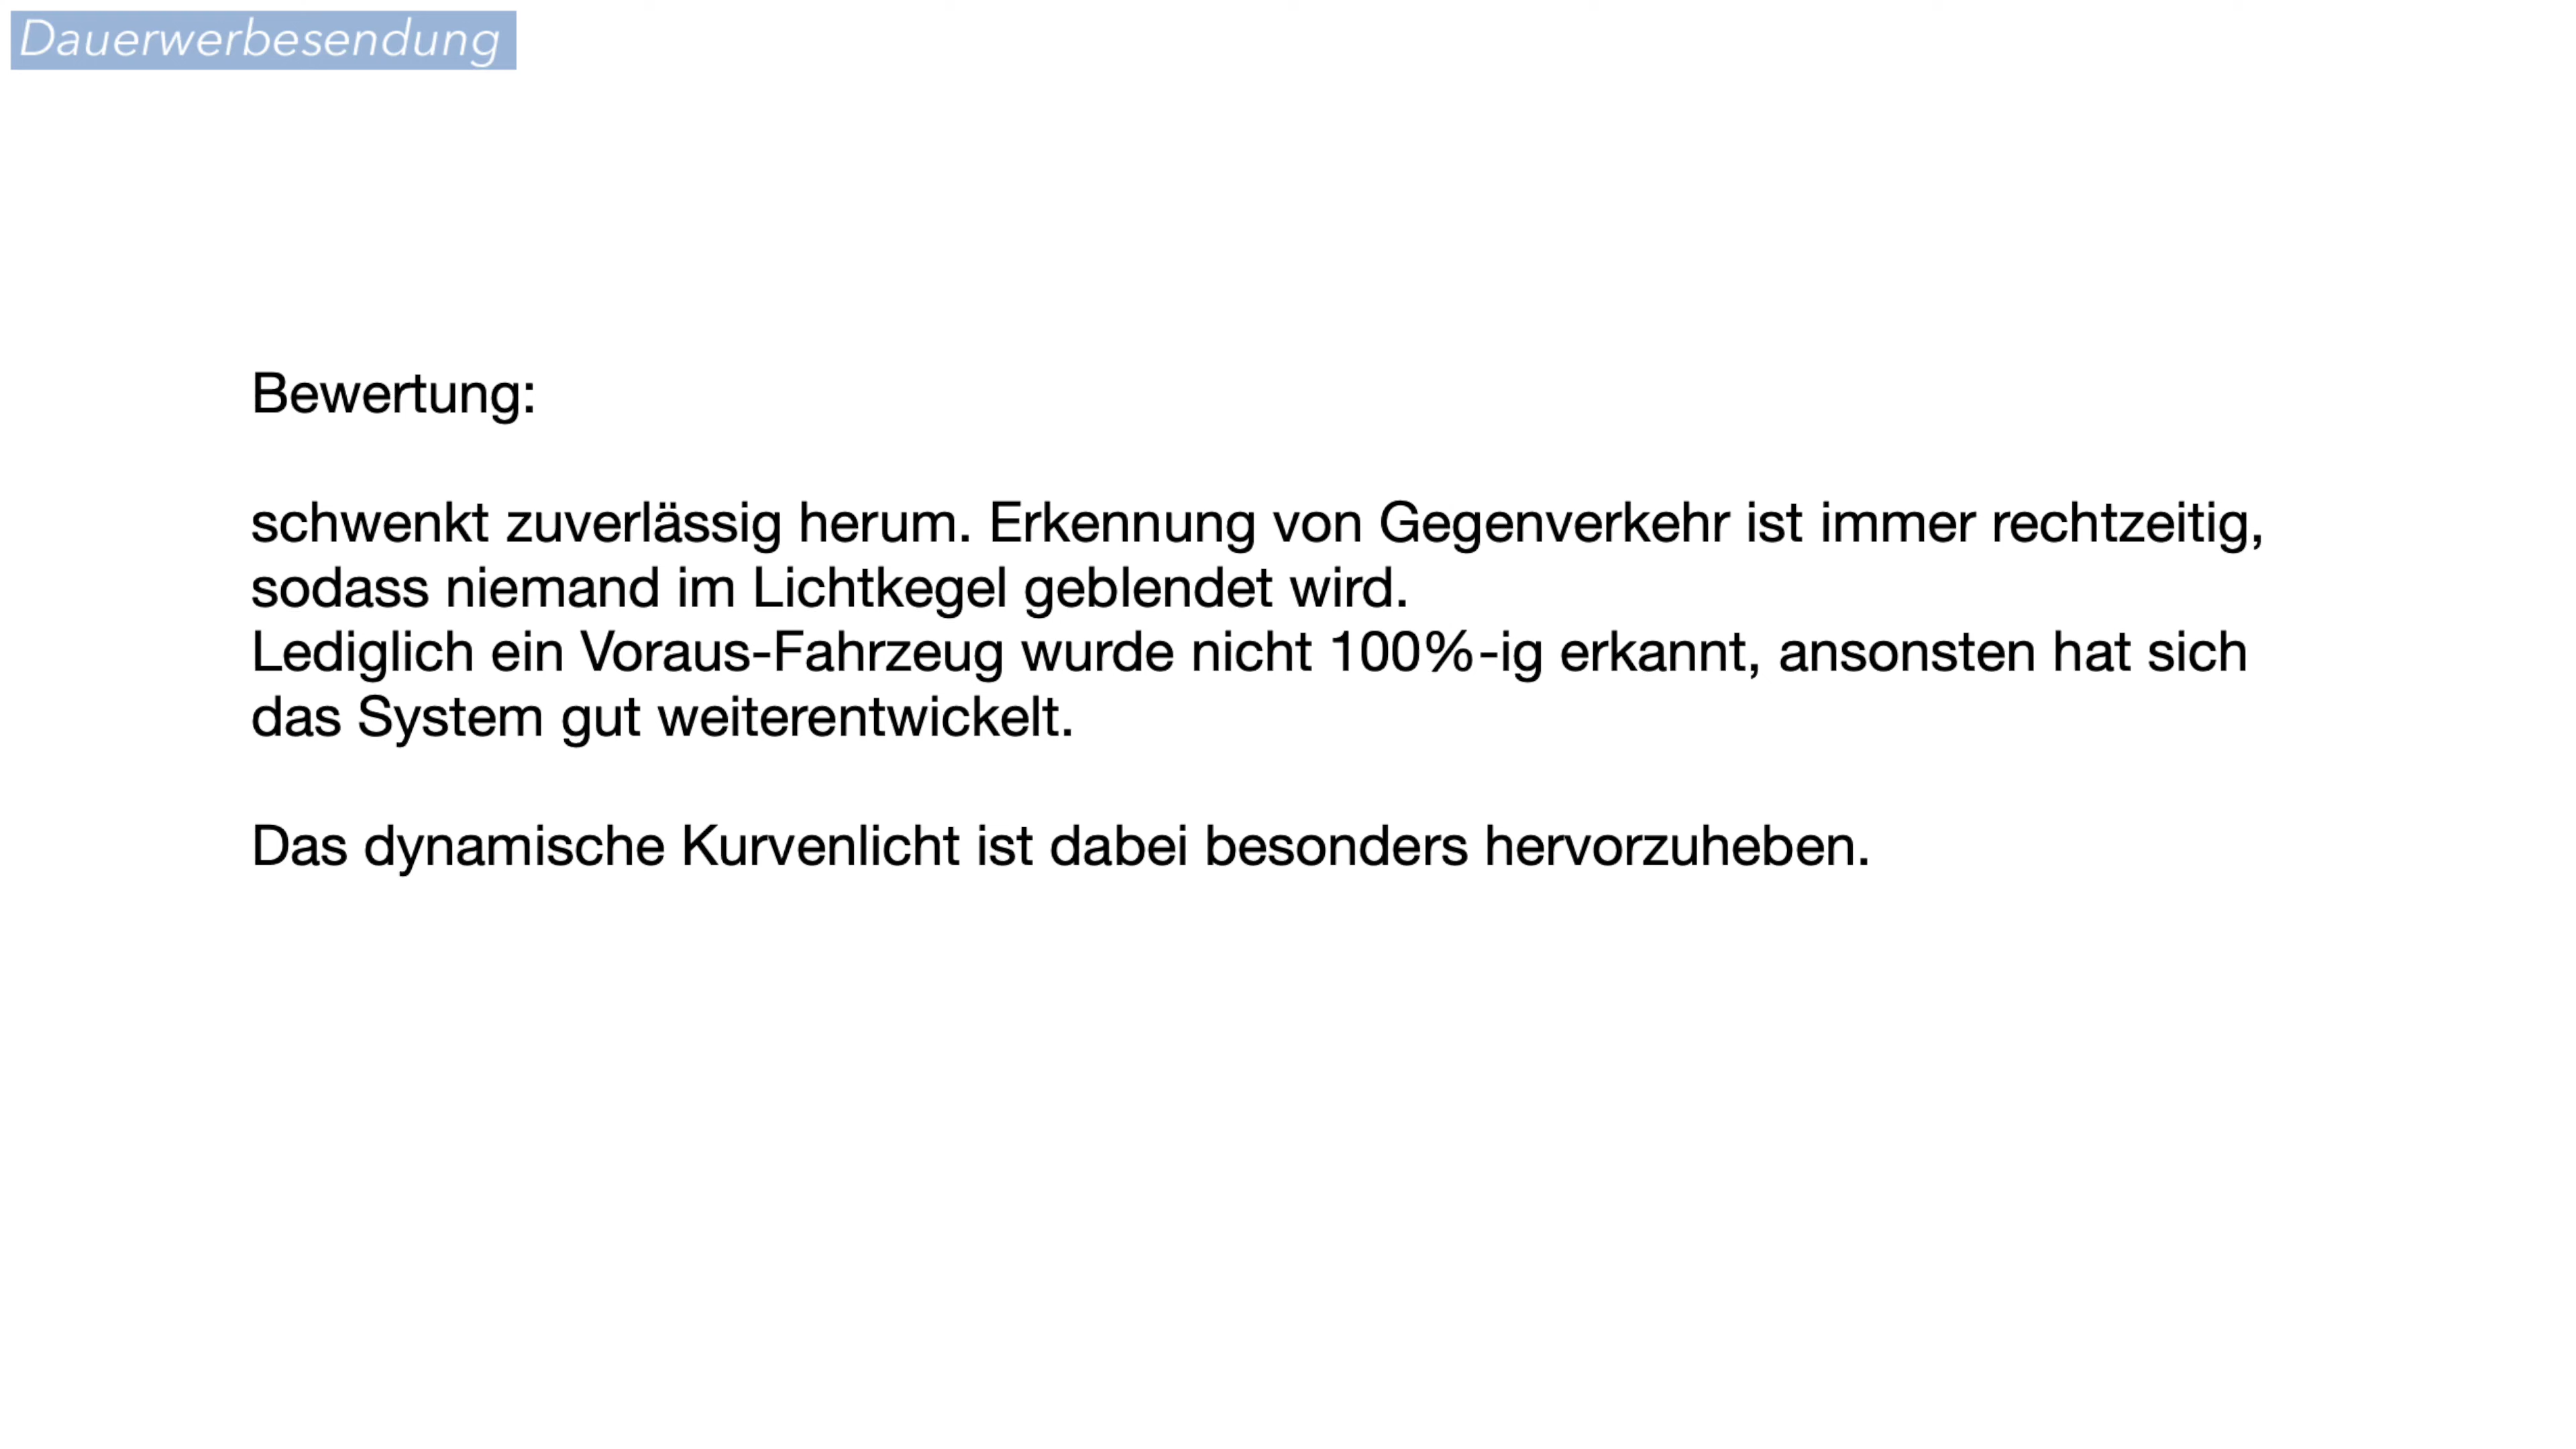 Dauerwerbesendung
Bewertung:
schwenkt zuverlässig herum. Erkennung von Gegenverkehr ist immer rechtzeitig,
sodass niemand im Lichtkegel geblendet wird.
Lediglich ein Voraus-Fahrzeug wurde nicht 100%-ig erkannt, ansonsten hat sich
das System gut weiterentwickelt.
Das dynamische Kurvenlicht ist dabei besonders hervorzuheben.